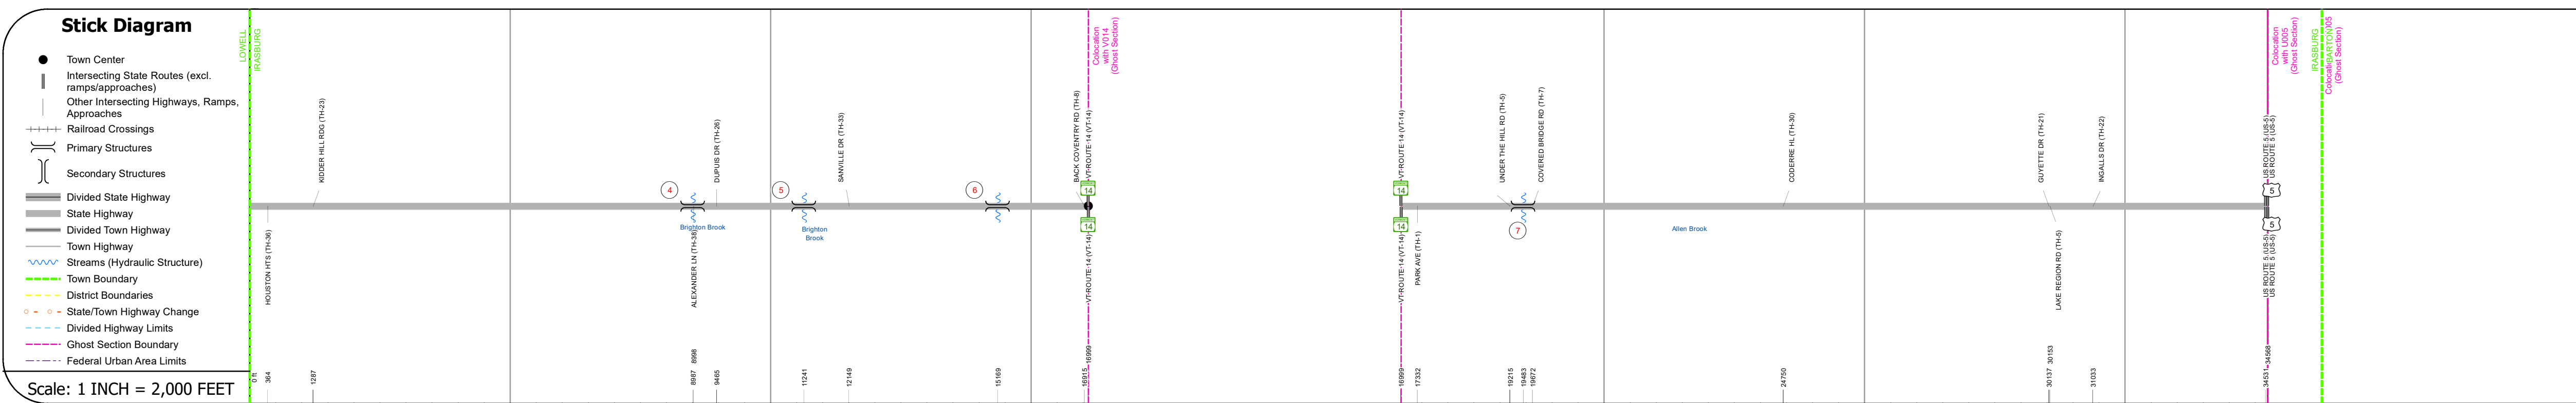 Stick Diagram
Town Center
Intersecting State Routes (excl.
ramps/approaches)
Other Intersecting Highways, Ramps,
Approaches
Railroad Crossings
Primary Structures
Secondary Structures
Divided State Highway
State Highway
Divided Town Highway
Town Highway
Streams (Hydraulic Structure)
Town Boundary
District Boundaries
State/Town Highway Change
Divided Highway Limits
Ghost Section Boundary
Federal Urban Area Limits
Scale: 1 INCH = 2,000 FEET
LOWELL
IRASBURG
HOUSTON HTS (TH-36)
KIDDER HILL RDG (TH-23)
4
Brighton Brook
ALEXANDER LN (TH-38)
DUPUIS DR (TH-26)
5
Brighton
Brook
SANVILLE DR (TH-33)
6
BACK COVENTRY RD (TH-8)
VT-ROUTE-14 (VT-14)
14
14
VT-ROUTE-14 (VT-14)
Colocation
with V014
(Ghost Section)
VT-ROUTE-14 (VT-14)
14
14
VT-ROUTE-14 (VT-14)
PARK AVE (TH-1)
UNDER THE HILL RD (TH-5)
7
COVERED BRIDGE RD (TH-7)
Allen Brook
CODERRE HL (TH-30)
GUYETTE DR (TH-21)
LAKE REGION RD (TH-5)
INGALLS DR (TH-22)
US ROUTE 5 (US-5)
US ROUTE 5 (US-5)
5
5
US ROUTE 5 (US-5)
US ROUTE 5 (US-5)
Colocation
with U005
(Ghost Section)
IRASBURG
BARTON
(Ghost Section)
0 ft
364
1287
8987
8998
9465
11241
12149
15169
16915
16999
16999
17332
19215
19483
19672
24750
30137
30153
31033
34531
34568